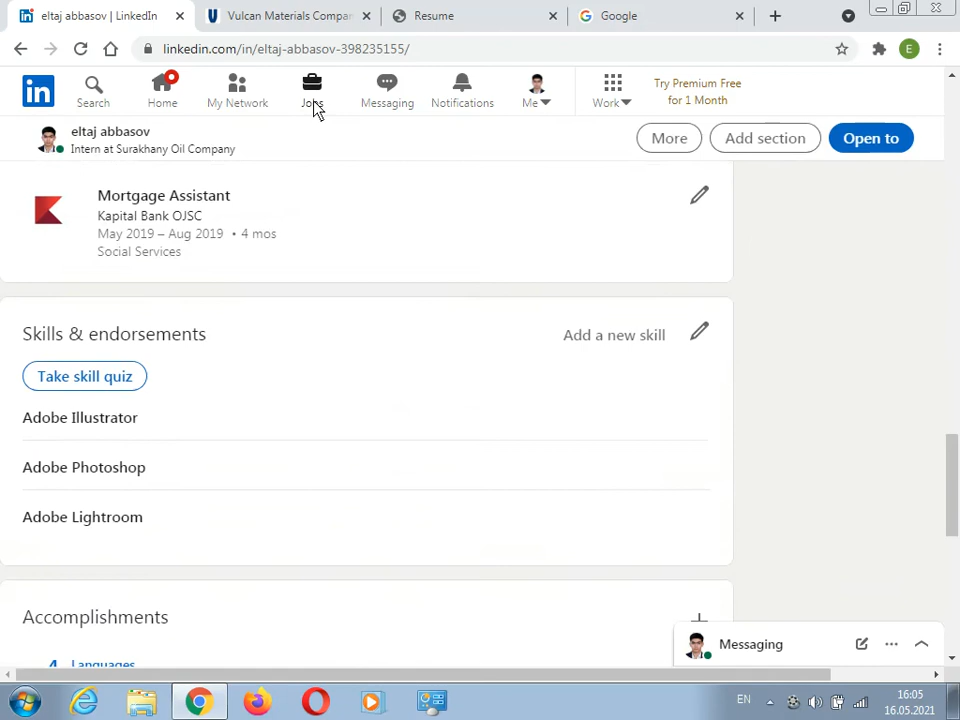 eltaj abbasov | LinkedIn
Vulcan Materials Compan
Resume
Google
linkedin.com/in/eltaj-abbasov-398235155/
E
in
Search
Home
My Network
Jobs
Messaging
Notifications
Me
Work
Try Premium Free
for 1 Month
eltaj abbasov
Intern at Surakhany Oil Company
More
Add section
Open to
Mortgage Assistant
Kapital Bank OJSC
May 2019 – Aug 2019 • 4 mos
Social Services
Skills & endorsements
Add a new skill
Take skill quiz
Adobe Illustrator
Adobe Photoshop
Adobe Lightroom
Accomplishments
4 Languages
Messaging
EN
16:05
16.05.2021